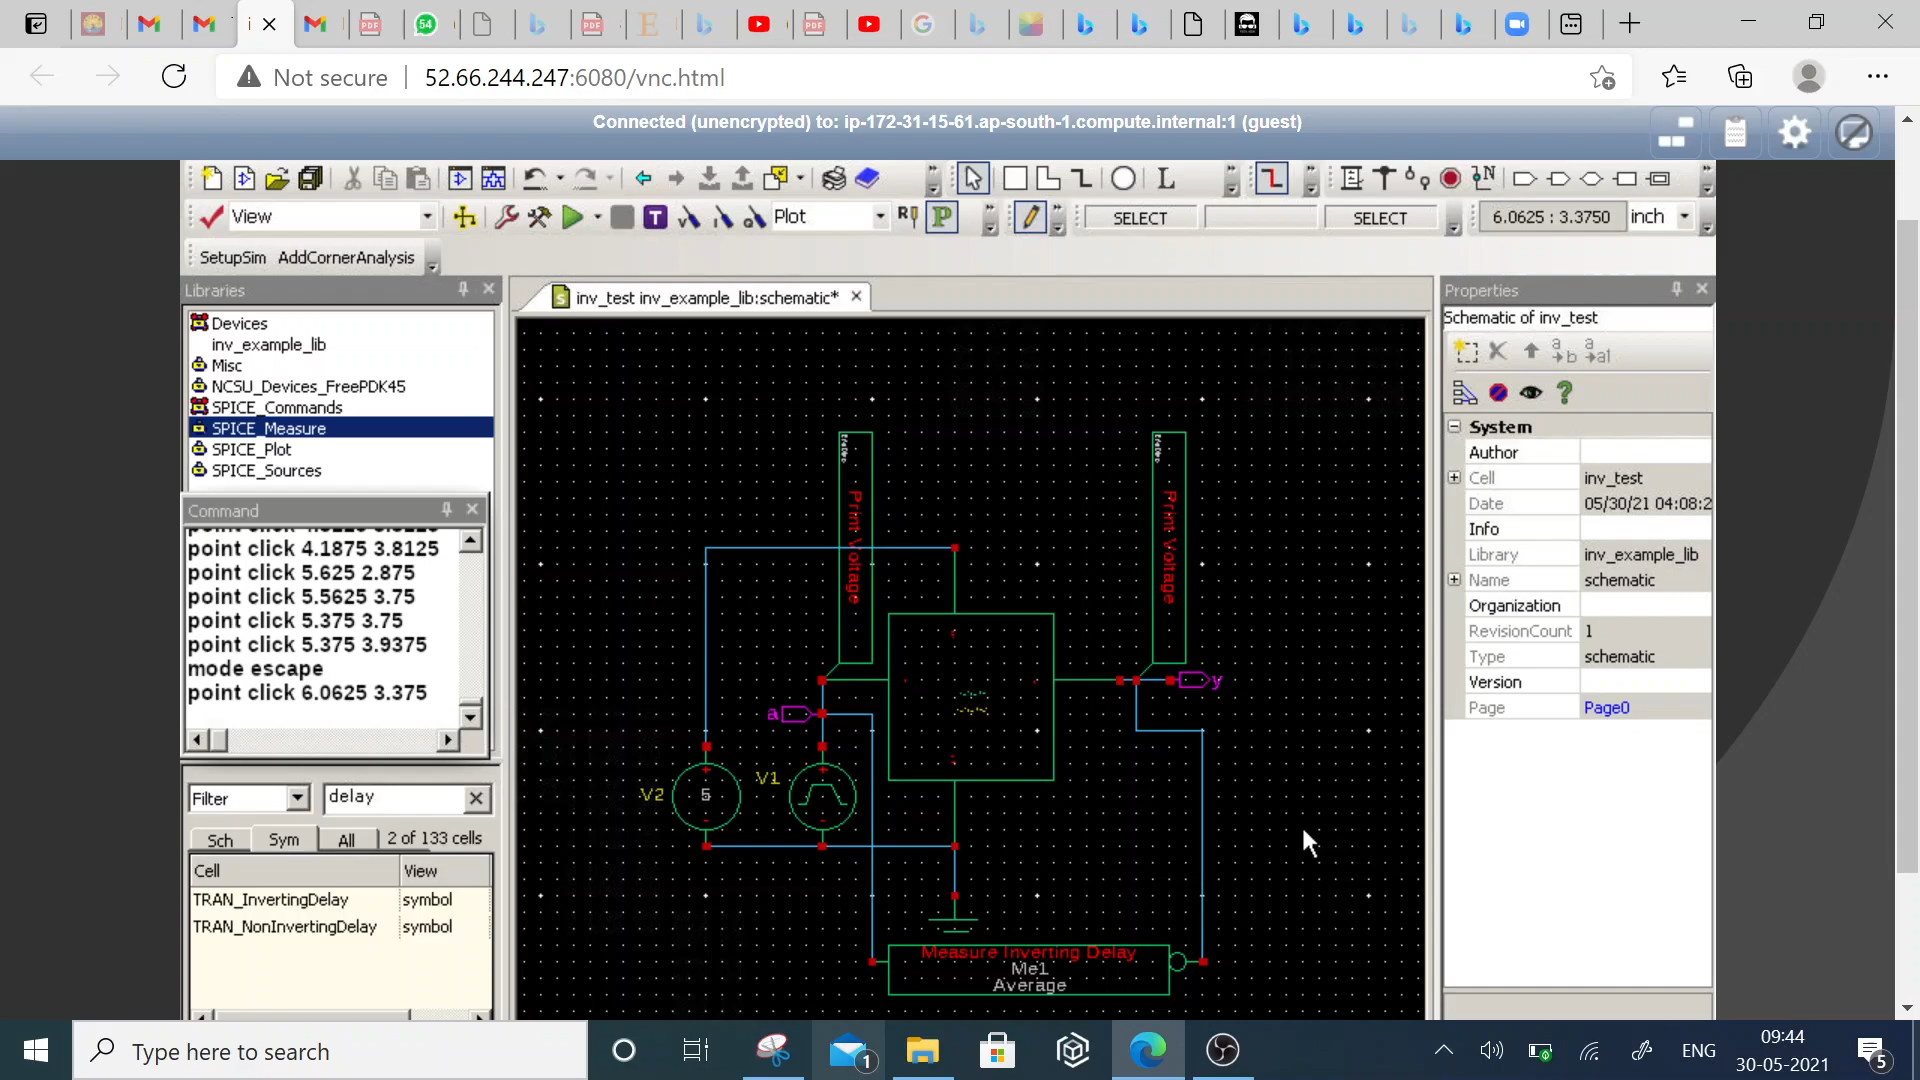 54
Not secure
52.66.244.247:6080/vnc.html
Connected (unencrypted) to: ip-172-31-15-61.ap-south-1.compute.internal:1 (guest)
View
Plot
SELECT
SELECT
6.0625 : 3.3750
inch
SetupSim AddCornerAnalysis
Libraries
Devices
inv_example_lib
Misc
NCSU_Devices_FreePDK45
SPICE_Commands
SPICE_Measure
SPICE_Plot
SPICE_Sources
Command
point click 4.1875 3.8125
point click 5.625 2.875
point click 5.5625 3.75
point click 5.375 3.75
point click 5.375 3.9375
mode escape
point click 6.0625 3.375
Filter
delay
Sch
Sym
All
2 of 133 cells
Cell View
TRAN_InvertingDelay symbol
TRAN_NonInvertingDelay symbol
inv_test inv_example_lib:schematic*
Print Voltage
Print Voltage
a
y
V2
5
V1
Measure Inverting Delay
Me1
Average
Properties
Schematic of inv_test
System
Author
Cell inv_test
Date 05/30/21 04:08:2
Info
Library inv_example_lib
Name schematic
Organization
RevisionCount 1
Type schematic
Version
Page Page0
Type here to search
1
ENG
09:44
30-05-2021
5